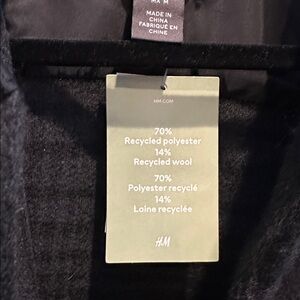 MX M
MADE IN
CHINA
FABRIQUÉ EN
CHINE
HM.COM
70%
Recycled polyester
14%
Recycled wool
70%
Polyester recyclé
14%
Laine recyclée
H&M